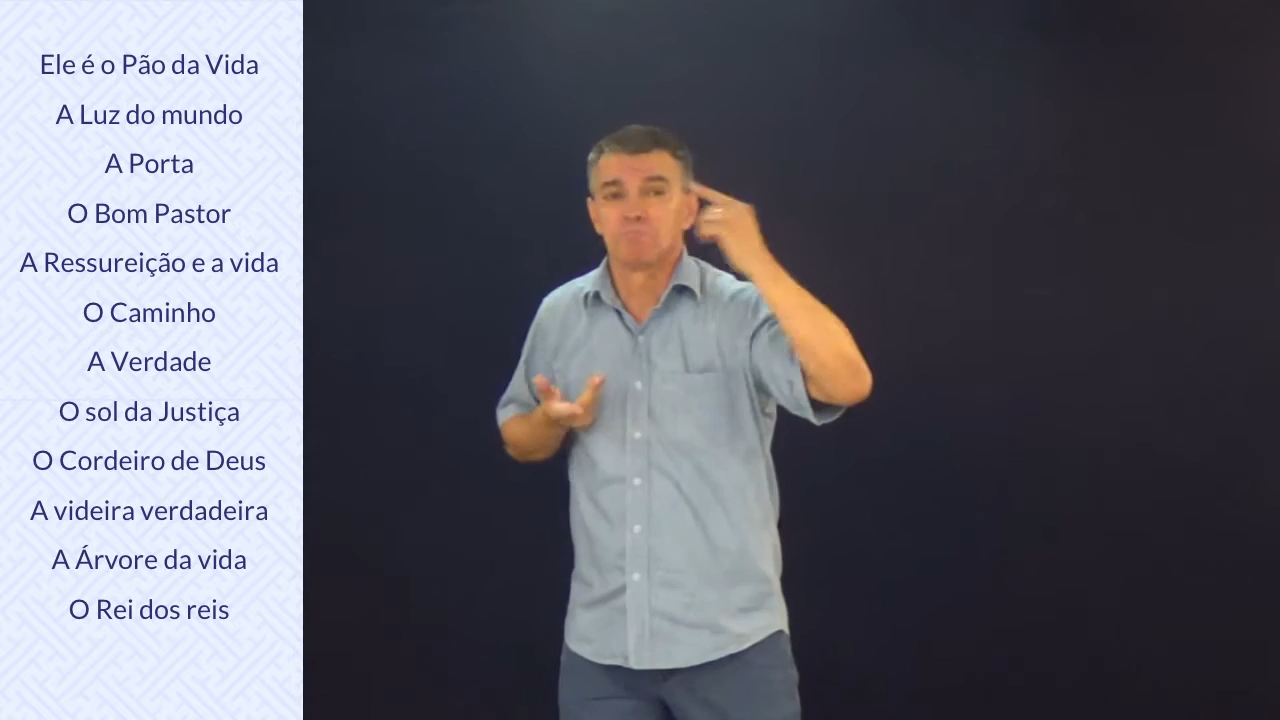 Ele é o Pão da Vida
A Luz do mundo
A Porta
O Bom Pastor
A Ressureição e a vida
O Caminho
A Verdade
O sol da Justiça
O Cordeiro de Deus
A videira verdadeira
A Árvore da vida
O Rei dos reis